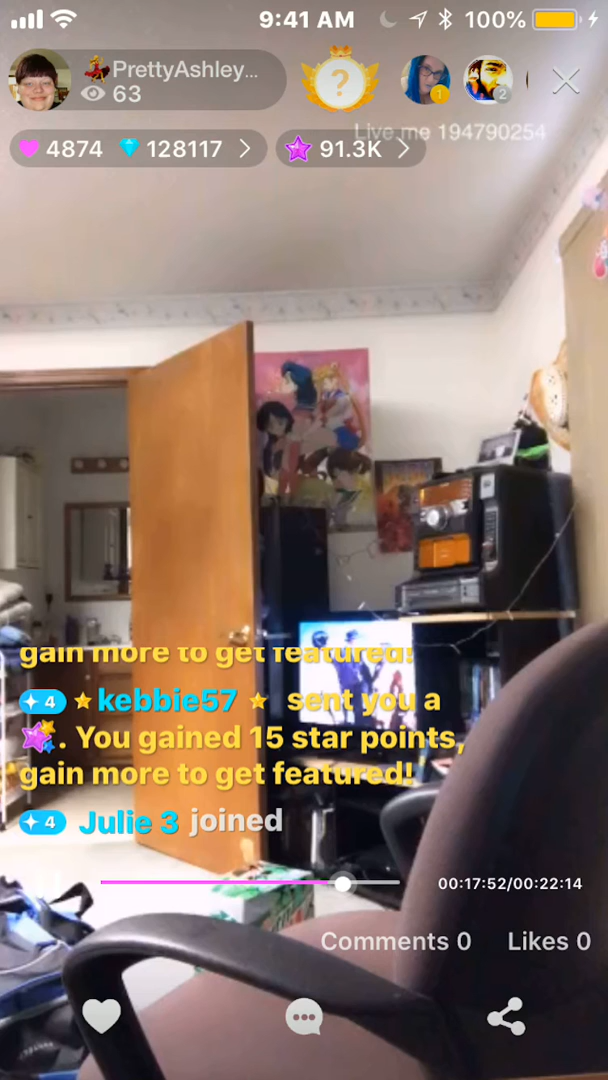 9:41 AM 100%
PrettyAshley...
63
1 2
Live.me 194790254
4874 128117 91.3K
gain more to get featured!
4 kebbie57 sent you a
. You gained 15 star points,
gain more to get featured!
4 Julie 3 joined
00:17:52/00:22:14
Comments 0 Likes 0